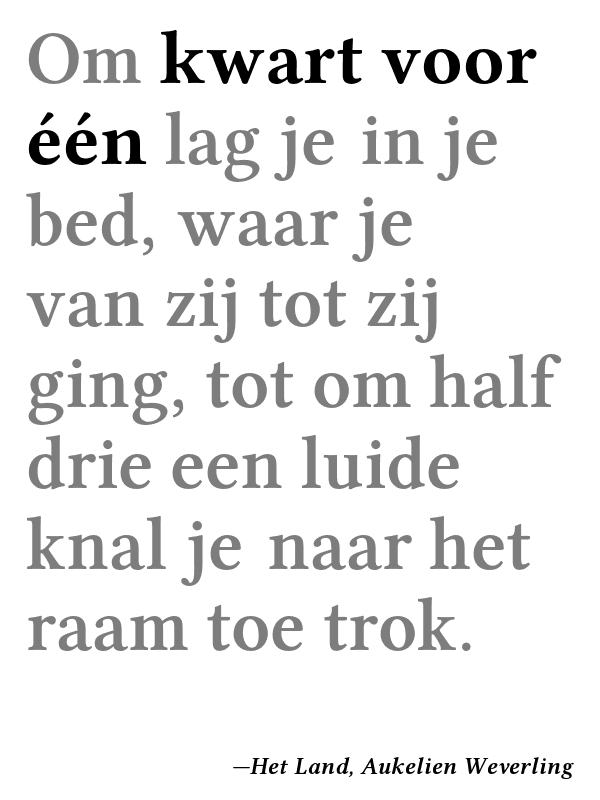 Om kwart voor
één lag je in je
bed, waar je
van zij tot zij
ging, tot om half
drie een luide
knal je naar het
raam toe trok.
—Het Land, Aukelien Weverling